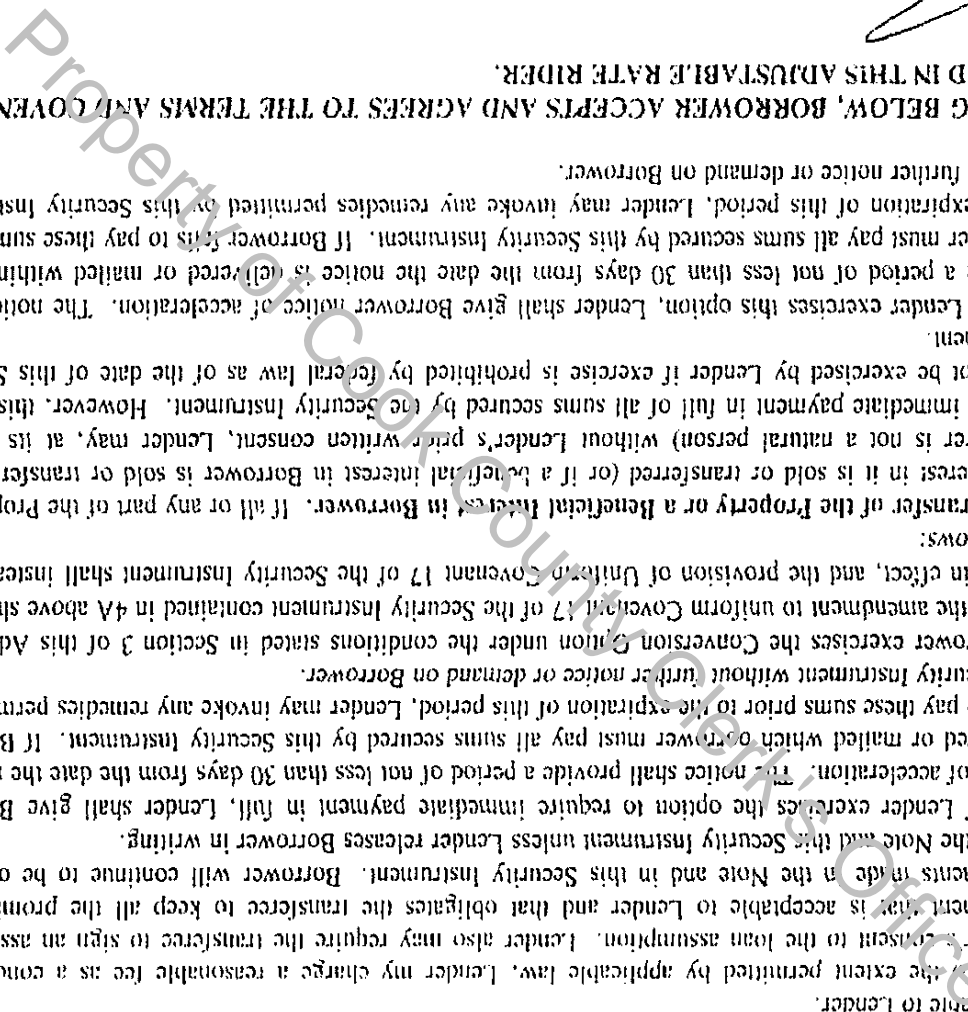 able to Lender.
the extent permitted by applicable law, Lender my charge a reasonable fee as a cond
consent to the loan assumption. Lender also may require the transferee to sign an ass
ment that is acceptable to Lender and that obligates the transferee to keep all the prom
ments made in the Note and in this Security Instrument. Borrower will continue to be o
the Note and this Security Instrument unless Lender releases Borrower in writing.
Lender exercises the option to require immediate payment in full, Lender shall give B
of acceleration. The notice shall provide a period of not less than 30 days from the date the
ed or mailed which borrower must pay all sums secured by this Security Instrument. If B
pay these sums prior to the expiration of this period, Lender may invoke any remedies perm
curity Instrument without further notice or demand on Borrower.
rower exercises the Conversion Option under the conditions stated in Section 3 of this Ad
the amendment to uniform Covenant 17 of the Security Instrument contained in 4A above sh
in effect, and the provision of Uniform Covenant 17 of the Security Instrument shall instea
ows:
ransfer of the Property or a Beneficial Interest in Borrower. If all or any part of the Prop
erest in it is sold or transferred (or if a beneficial interest in Borrower is sold or transfer
er is not a natural person) without Lender's prior written consent, Lender may, at its
immediate payment in full of all sums secured by the Security Instrument. However, this
ot be exercised by Lender if exercise is prohibited by federal law as of the date of this S
ment.
Lender exercises this option, Lender shall give Borrower notice of acceleration. The noti
a period of not less than 30 days from the date the notice is delivered or mailed within
er must pay all sums secured by this Security Instrument. If Borrower fails to pay these sum
expiration of this period, Lender may invoke any remedies permitted by this Security Inst
further notice or demand on Borrower.
G BELOW, BORROWER ACCEPTS AND AGREES TO THE TERMS AND COVEN
D IN THIS ADJUSTABLE RATE RIDER.
Property of Cook County Clerk's Office